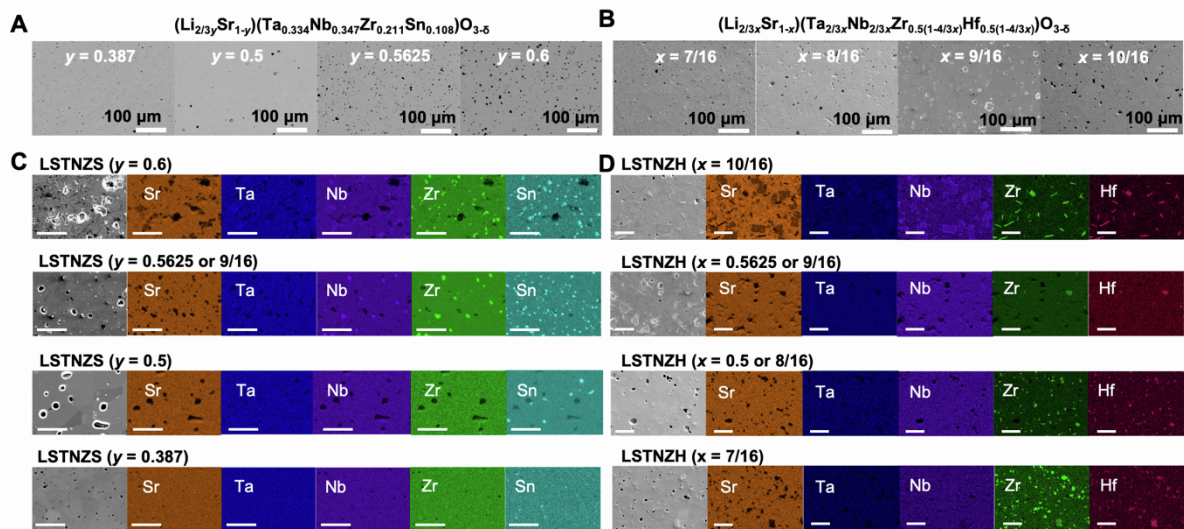 A
(Li2/3ySr1-y)(Ta0.334Nb0.347Zr0.211Sn0.108)O3-δ
y = 0.387 y = 0.5 y = 0.5625 y = 0.6
100 µm 100 µm 100 µm 100 µm
B
(Li2/3xSr1-x)(Ta2/3xNb2/3xZr0.5(1-4/3x)Hf0.5(1-4/3x))O3-δ
x = 7/16 x = 8/16 x = 9/16 x = 10/16
100 µm 100 µm 100 µm 100 µm
C
LSTNZS (y = 0.6)
Sr Ta Nb Zr Sn
LSTNZS (y = 0.5625 or 9/16)
Sr Ta Nb Zr Sn
LSTNZS (y = 0.5)
Sr Ta Nb Zr Sn
LSTNZS (y = 0.387)
Sr Ta Nb Zr Sn
D
LSTNZH (x = 10/16)
Sr Ta Nb Zr Hf
LSTNZH (x = 0.5625 or 9/16)
Sr Ta Nb Zr Hf
LSTNZH (x = 0.5 or 8/16)
Sr Ta Nb Zr Hf
LSTNZH (x = 7/16)
Sr Ta Nb Zr Hf